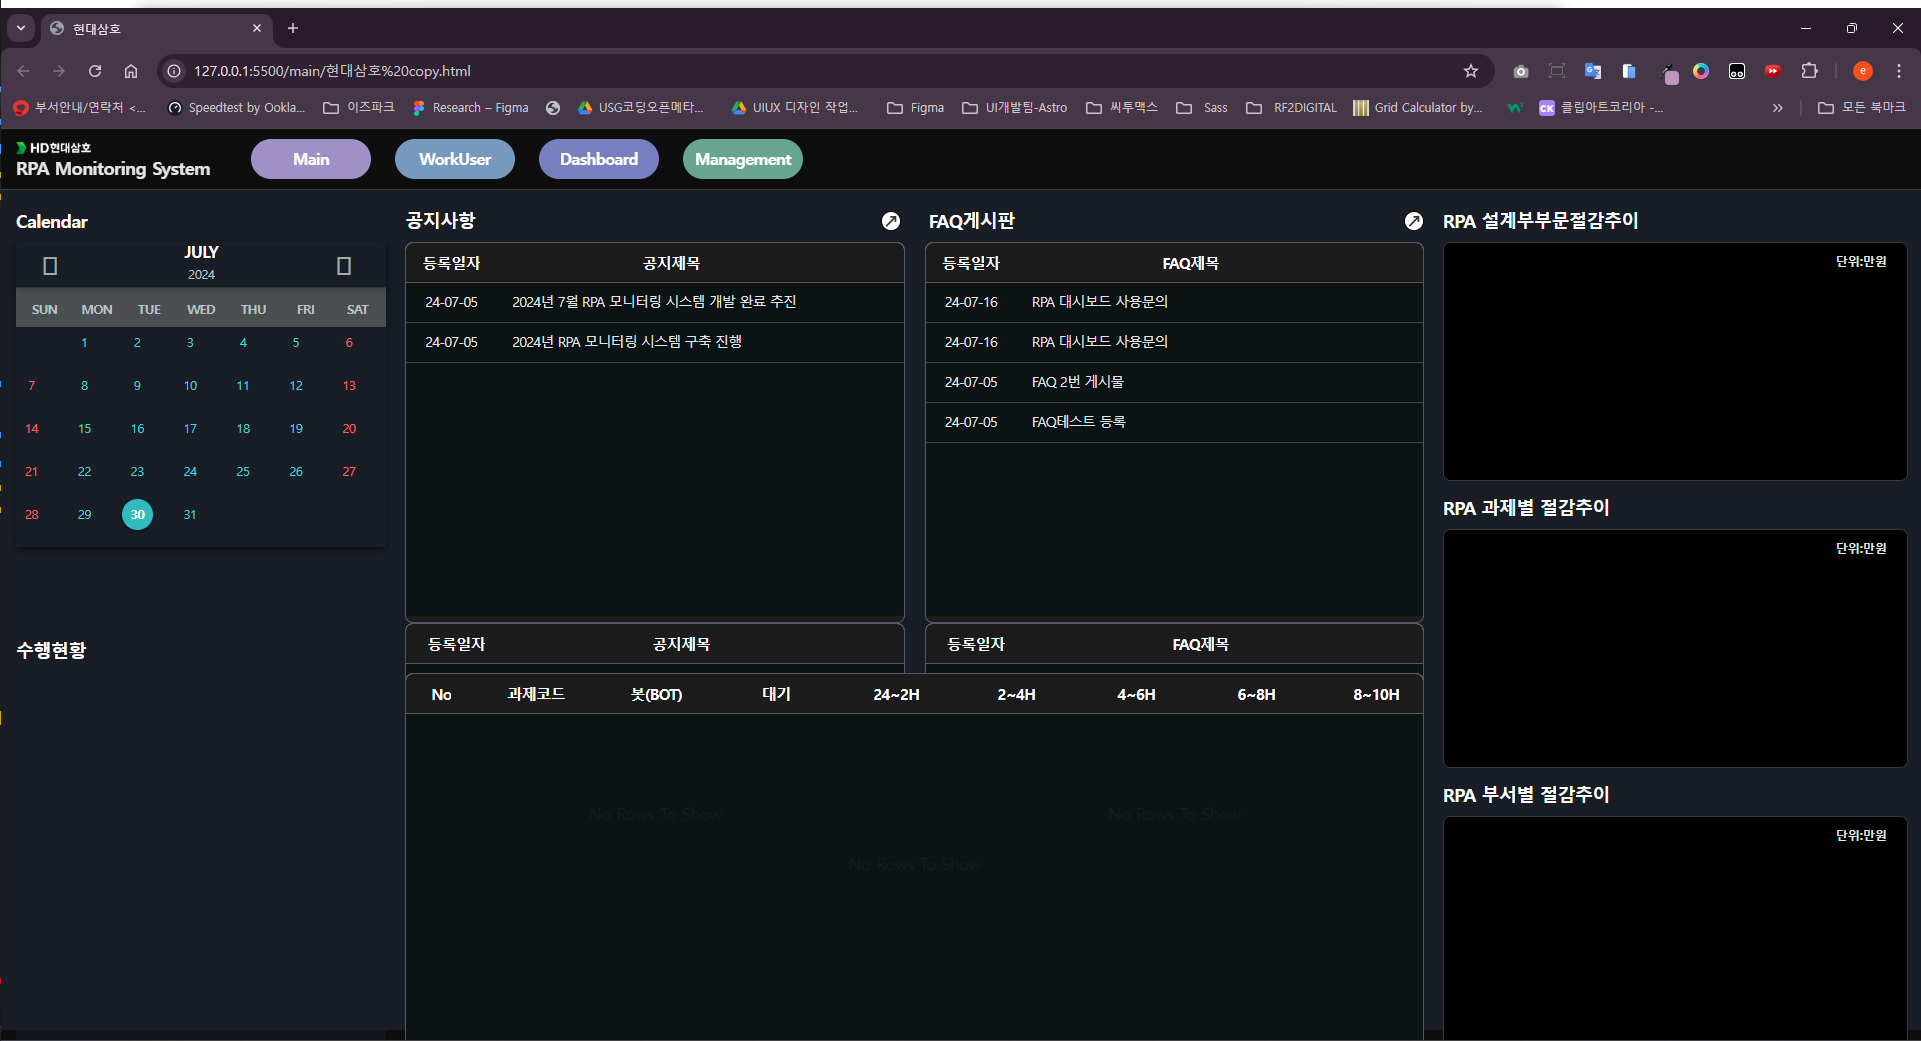 현대삼호
127.0.0.1:5500/main/현대삼호%20copy.html
e
부서안내/연락처 <...
Speedtest by Ookla...
이즈파크
Research – Figma
USG코딩오픈메타...
UIUX 디자인 작업...
Figma
UI개발팀-Astro
씨투맥스
Sass
RF2DIGITAL
Grid Calculator by...
CK 클립아트코리아 -...
모든 북마크
HD현대삼호
RPA Monitoring System
Main
WorkUser
Dashboard
Management
Calendar
JULY
2024
SUN MON TUE WED THU FRI SAT
1 2 3 4 5 6
7 8 9 10 11 12 13
14 15 16 17 18 19 20
21 22 23 24 25 26 27
28 29 30 31
수행현황
공지사항
등록일자 공지제목
24-07-05 2024년 7월 RPA 모니터링 시스템 개발 완료 추진
24-07-05 2024년 RPA 모니터링 시스템 구축 진행
등록일자 공지제목
FAQ게시판
등록일자 FAQ제목
24-07-16 RPA 대시보드 사용문의
24-07-16 RPA 대시보드 사용문의
24-07-05 FAQ 2번 게시물
24-07-05 FAQ테스트 등록
등록일자 FAQ제목
No 과제코드 봇(BOT) 대기 24~2H 2~4H 4~6H 6~8H 8~10H
No Rows To Show
No Rows To Show
No Rows To Show
RPA 설계부부문절감추이
단위:만원
RPA 과제별 절감추이
단위:만원
RPA 부서별 절감추이
단위:만원